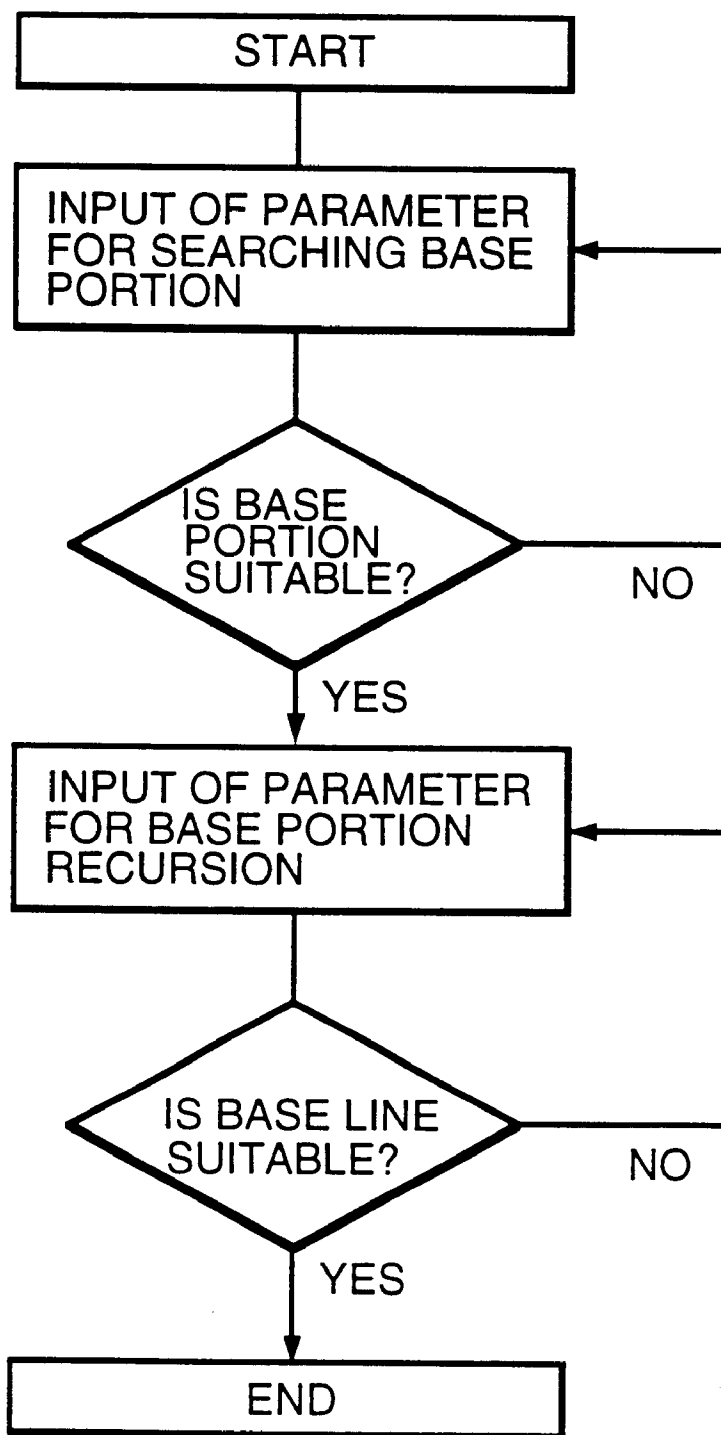 START
INPUT OF PARAMETER
FOR SEARCHING BASE
PORTION
IS BASE
PORTION
SUITABLE?
NO
YES
INPUT OF PARAMETER
FOR BASE PORTION
RECURSION
IS BASE LINE
SUITABLE?
NO
YES
END